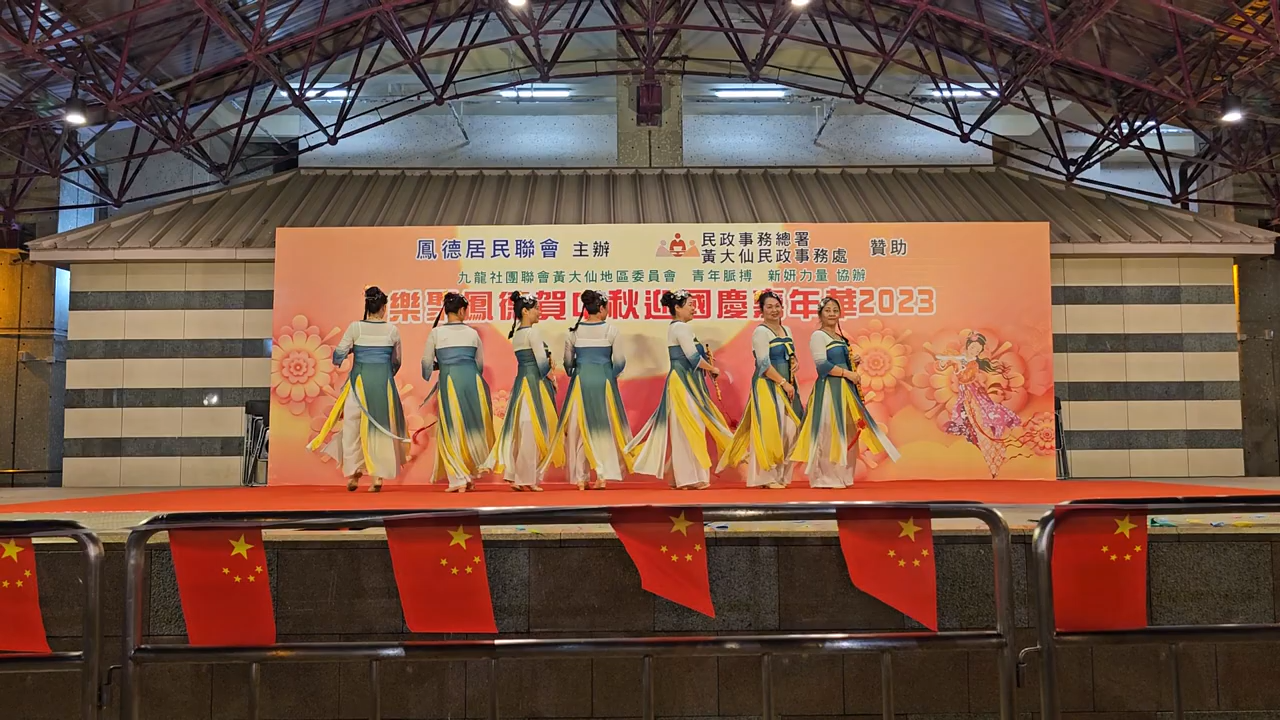 鳳德居民聯會 主辦
民政事務總署
黃大仙民政事務處
贊助
九龍社團聯會黃大仙地區委員會 青年脈搏 新妍力量 協辦
樂聚鳳德賀中秋迎國慶嘉年華2023